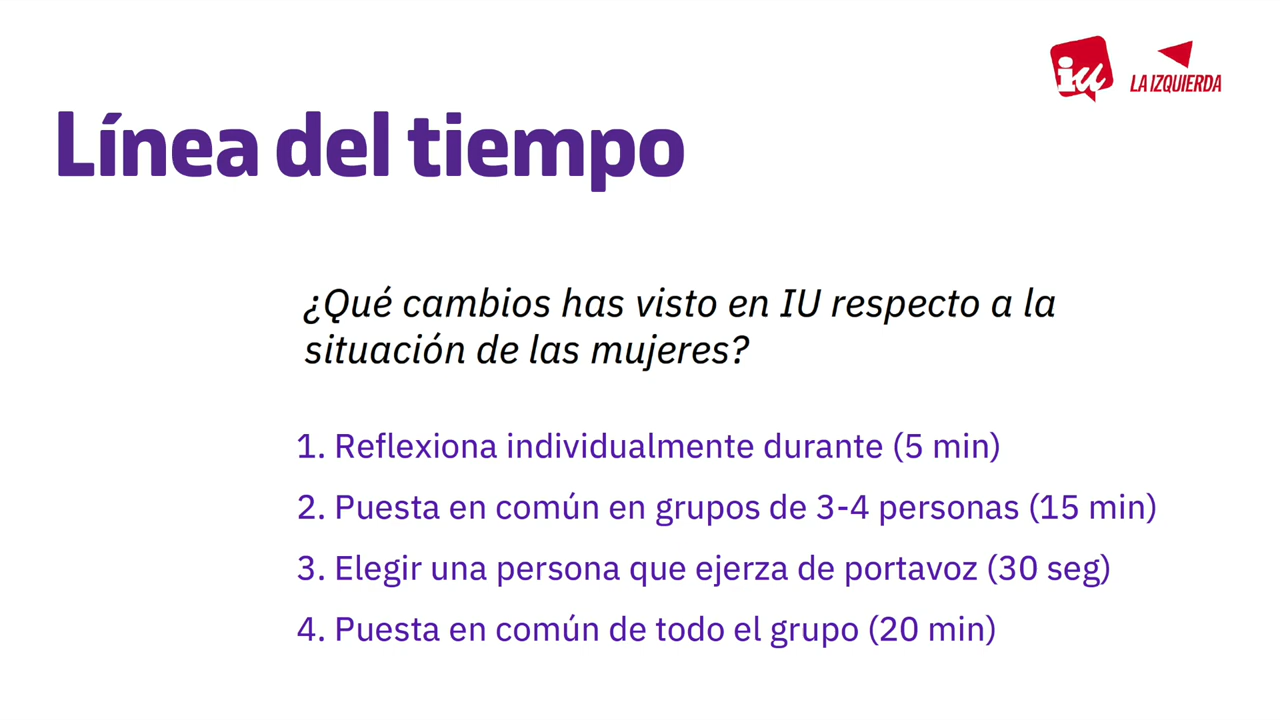 iu LA IZQUIERDA
Línea del tiempo
¿Qué cambios has visto en IU respecto a la
situación de las mujeres?
1. Reflexiona individualmente durante (5 min)
2. Puesta en común en grupos de 3-4 personas (15 min)
3. Elegir una persona que ejerza de portavoz (30 seg)
4. Puesta en común de todo el grupo (20 min)